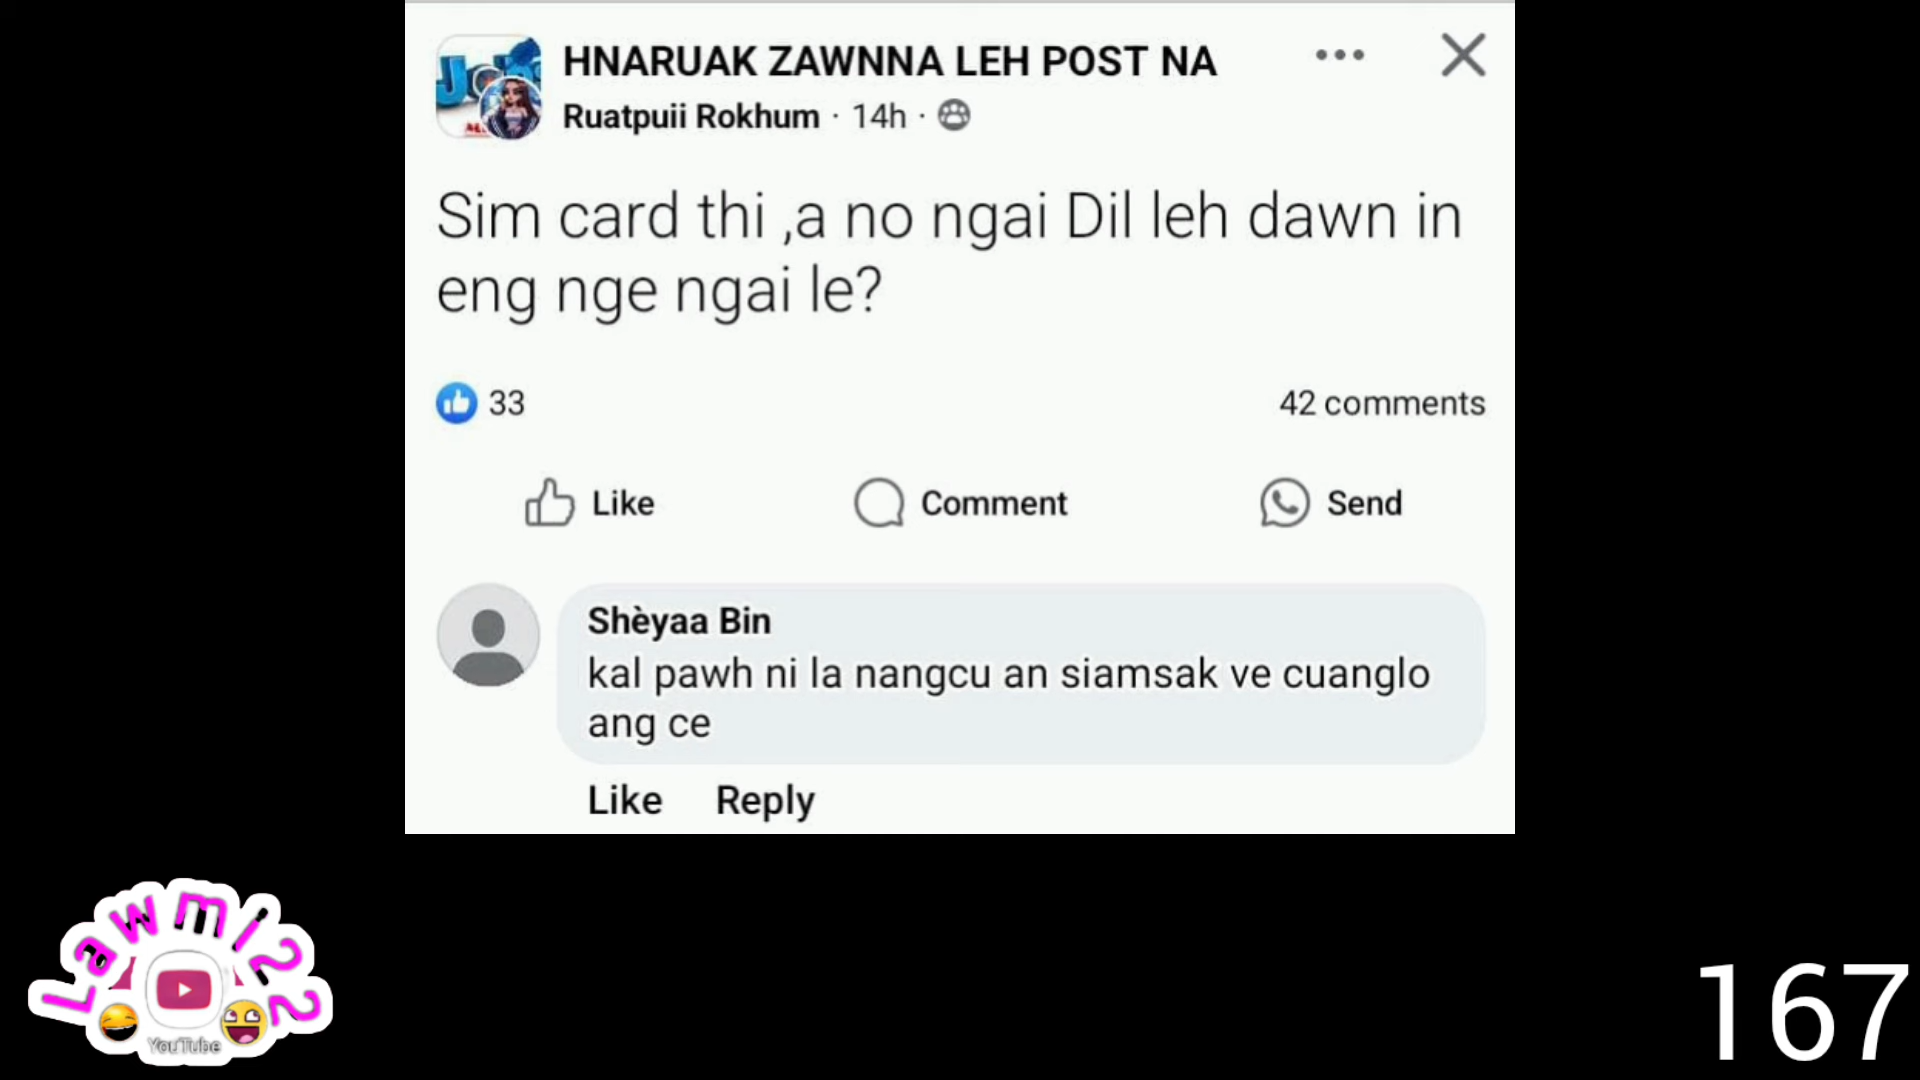 HNARUAK ZAWNNA LEH POST NA
Ruatpuii Rokhum · 14h ·
Sim card thi ,a no ngai Dil leh dawn in
eng nge ngai le?
33
42 comments
Like
Comment
Send
Shèyaa Bin
kal pawh ni la nangcu an siamsak ve cuanglo
ang ce
Like Reply
Lawmi22
YouTube
167